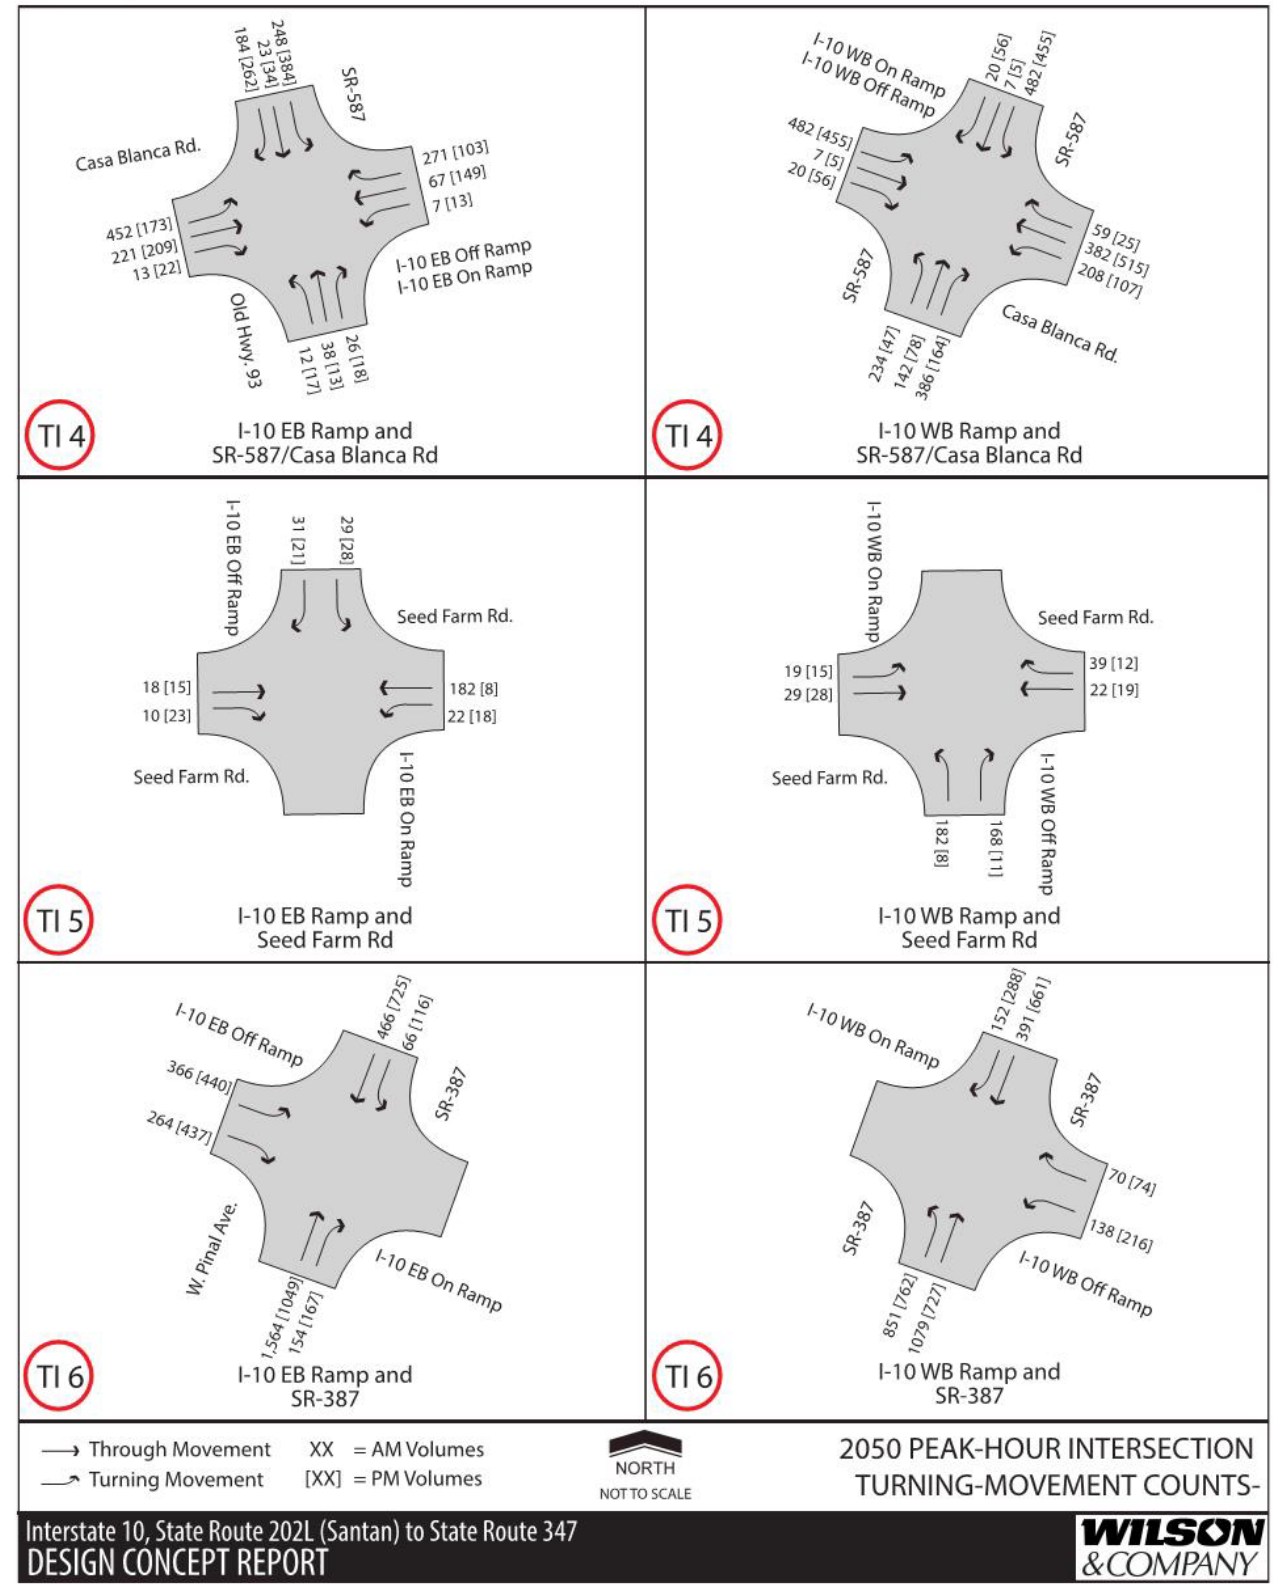 184 [262]
23 [34]
248 [384]
SR-587
Casa Blanca Rd.
271 [103]
67 [149]
7 [13]
452 [173]
221 [209]
13 [22]
I-10 EB Off Ramp
I-10 EB On Ramp
Old Hwy. 93
12 [17]
38 [13]
26 [18]
TI 4
I-10 EB Ramp and
SR-587/Casa Blanca Rd
I-10 WB On Ramp
I-10 WB Off Ramp
20 [56]
7 [5]
482 [455]
SR-587
482 [455]
7 [5]
20 [56]
59 [25]
382 [515]
208 [107]
SR-587
Casa Blanca Rd.
234 [47]
142 [78]
386 [164]
TI 4
I-10 WB Ramp and
SR-587/Casa Blanca Rd
I-10 EB Off Ramp
31 [21]
29 [28]
Seed Farm Rd.
18 [15]
10 [23]
182 [8]
22 [18]
Seed Farm Rd.
I-10 EB On Ramp
TI 5
I-10 EB Ramp and
Seed Farm Rd
I-10 WB On Ramp
Seed Farm Rd.
19 [15]
29 [28]
39 [12]
22 [19]
Seed Farm Rd.
I-10 WB Off Ramp
182 [8]
168 [11]
TI 5
I-10 WB Ramp and
Seed Farm Rd
I-10 EB Off Ramp
466 [725]
66 [116]
SR-387
366 [440]
264 [437]
W. Pinal Ave.
I-10 EB On Ramp
1,564 [1049]
154 [167]
TI 6
I-10 EB Ramp and
SR-387
I-10 WB On Ramp
152 [288]
391 [661]
SR-387
70 [74]
138 [216]
SR-387
I-10 WB Off Ramp
851 [762]
1079 [727]
TI 6
I-10 WB Ramp and
SR-387
Through Movement
Turning Movement
XX = AM Volumes
[XX] = PM Volumes
NORTH
NOT TO SCALE
2050 PEAK-HOUR INTERSECTION
TURNING-MOVEMENT COUNTS-
Interstate 10, State Route 202L (Santan) to State Route 347
DESIGN CONCEPT REPORT
WILSON
&COMPANY